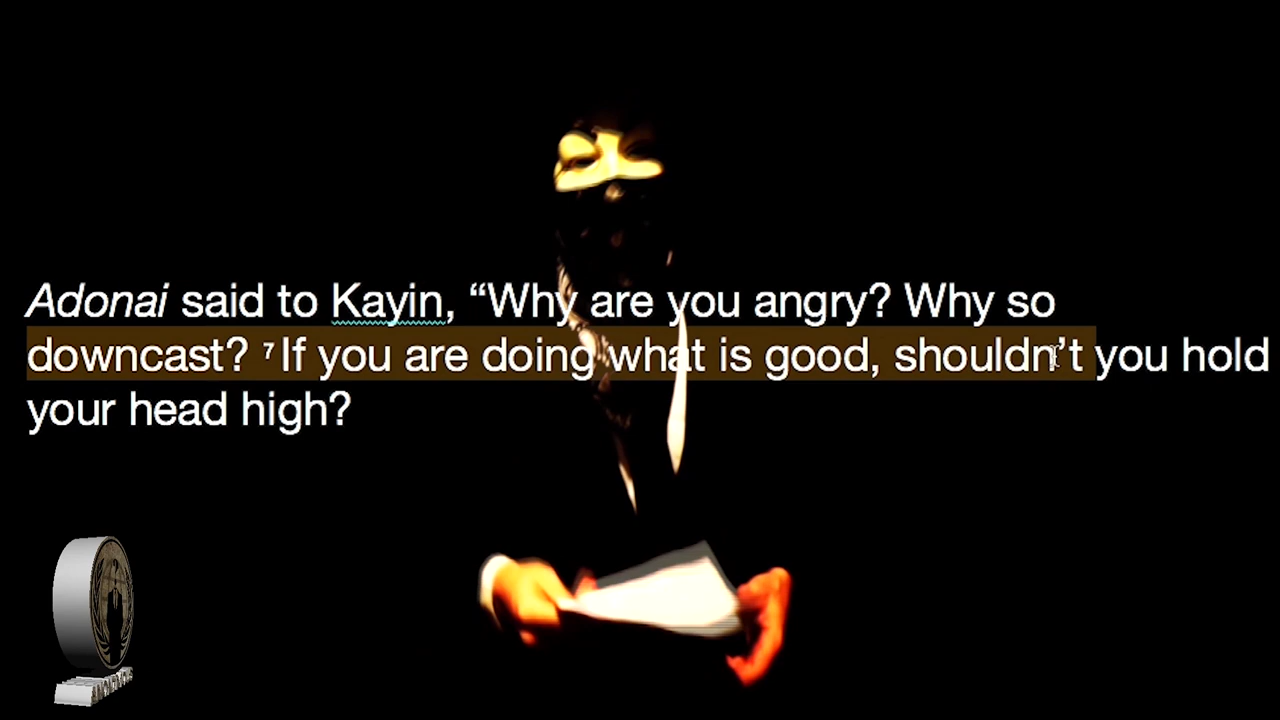 Adonai said to Kayin, “Why are you angry? Why so
downcast? ⁷ If you are doing what is good, shouldn’t you hold
your head high?